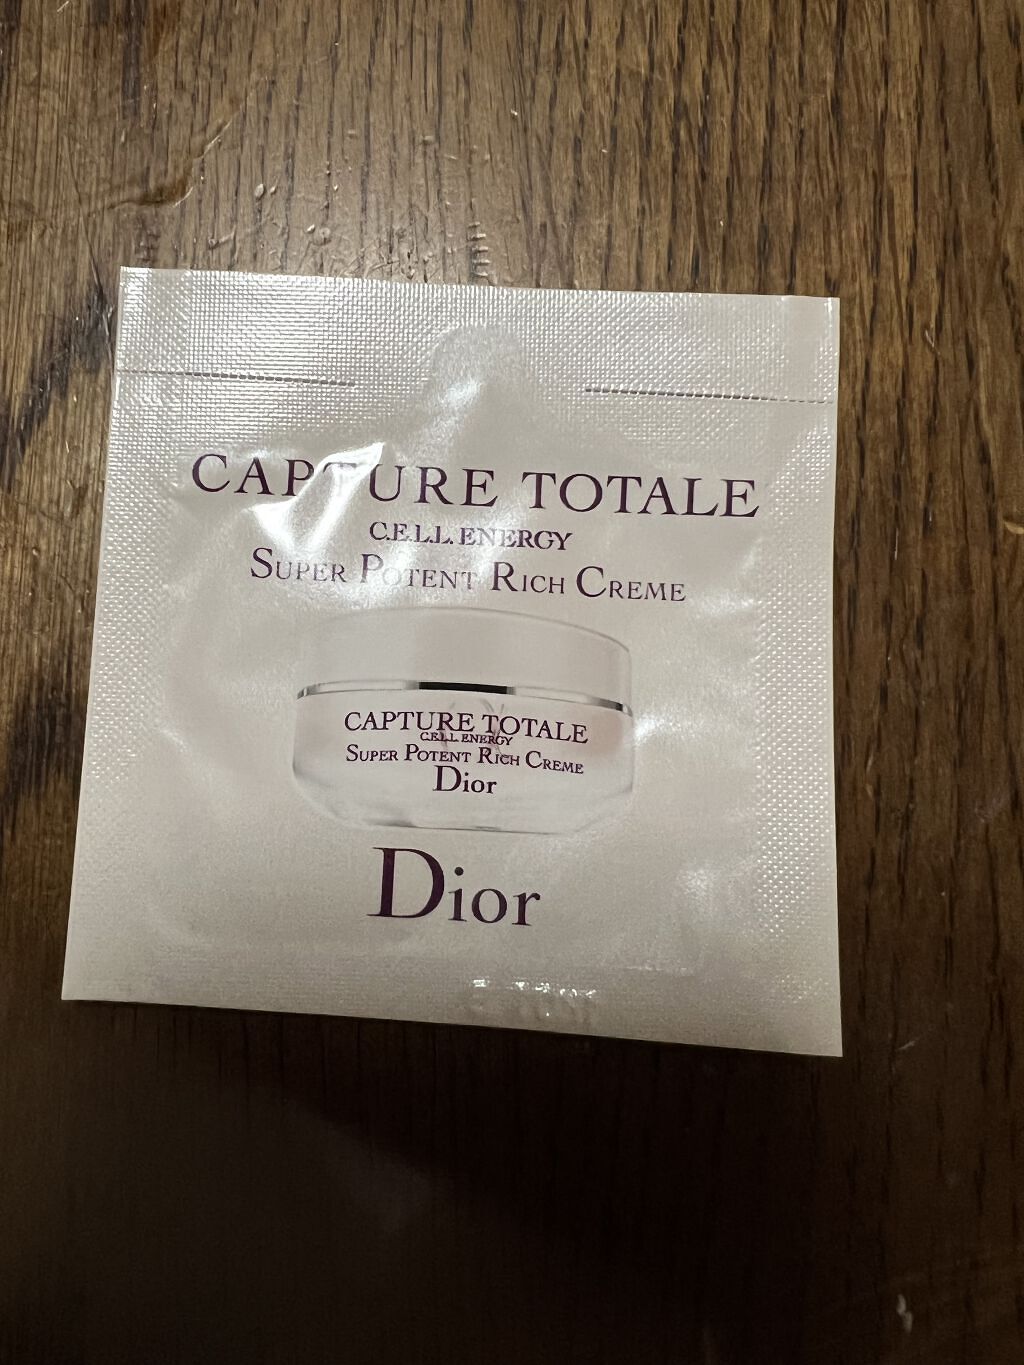 CAPTURE TOTALE
C.E.L.L. ENERGY
SUPER POTENT RICH CREME
CAPTURE TOTALE
C.E.L.L. ENERGY
SUPER POTENT RICH CREME
Dior
Dior